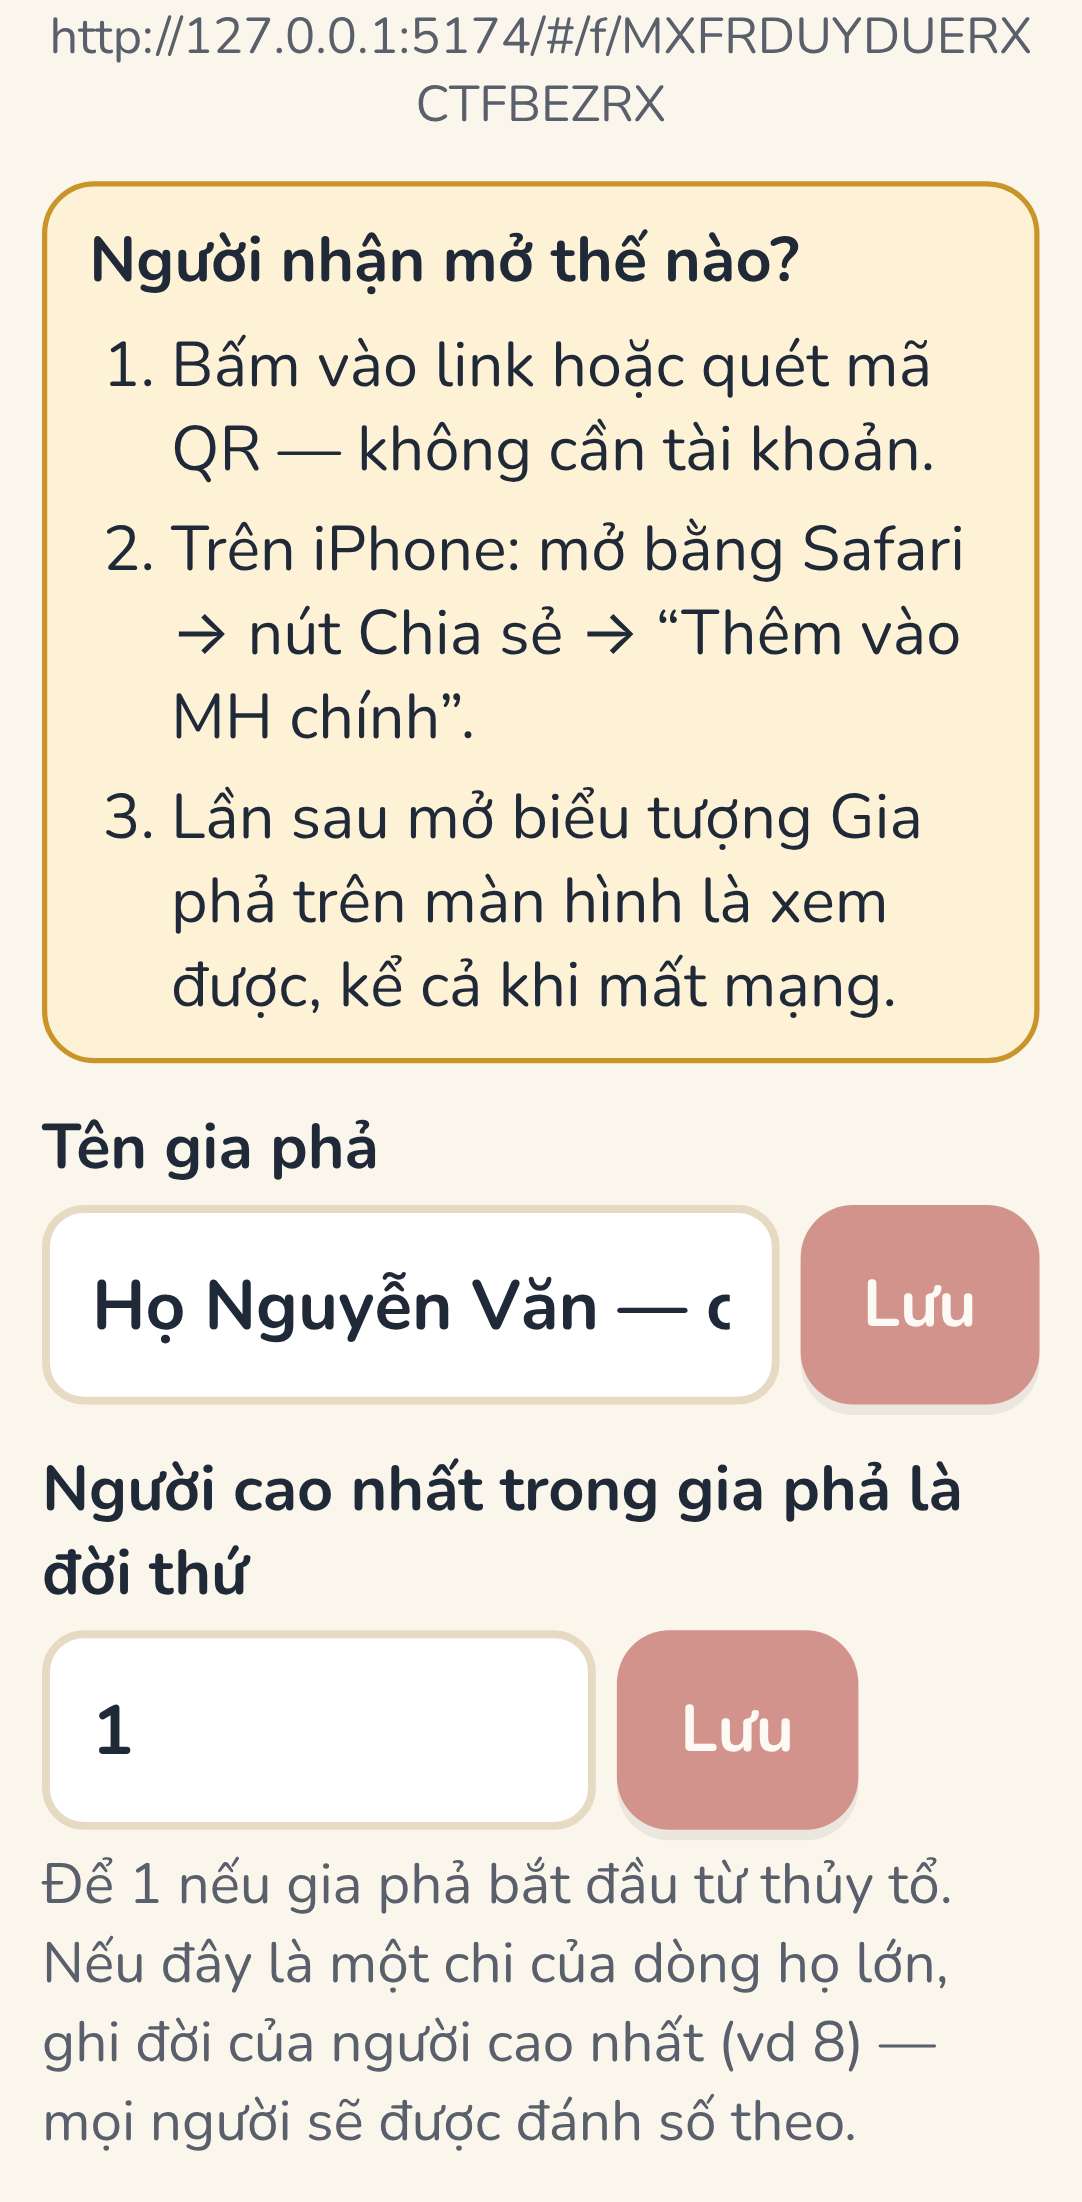 http://127.0.0.1:5174/#/f/MXFRDUYDUERX
CTFBEZRX
Người nhận mở thế nào?
1. Bấm vào link hoặc quét mã
QR — không cần tài khoản.
2. Trên iPhone: mở bằng Safari
→ nút Chia sẻ → “Thêm vào
MH chính”.
3. Lần sau mở biểu tượng Gia
phả trên màn hình là xem
được, kể cả khi mất mạng.
Tên gia phả
Họ Nguyễn Văn —
Lưu
Người cao nhất trong gia phả là
đời thứ
1
Lưu
Để 1 nếu gia phả bắt đầu từ thủy tổ.
Nếu đây là một chi của dòng họ lớn,
ghi đời của người cao nhất (vd 8) —
mọi người sẽ được đánh số theo.